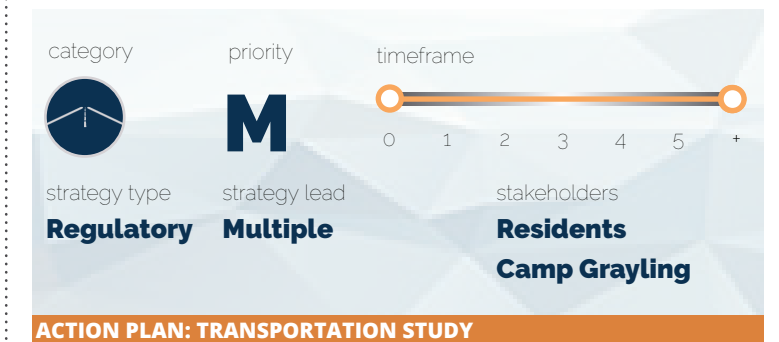 category priority timeframe
M
0 1 2 3 4 5 +
strategy type strategy lead stakeholders
Regulatory Multiple Residents
Camp Grayling
ACTION PLAN: TRANSPORTATION STUDY